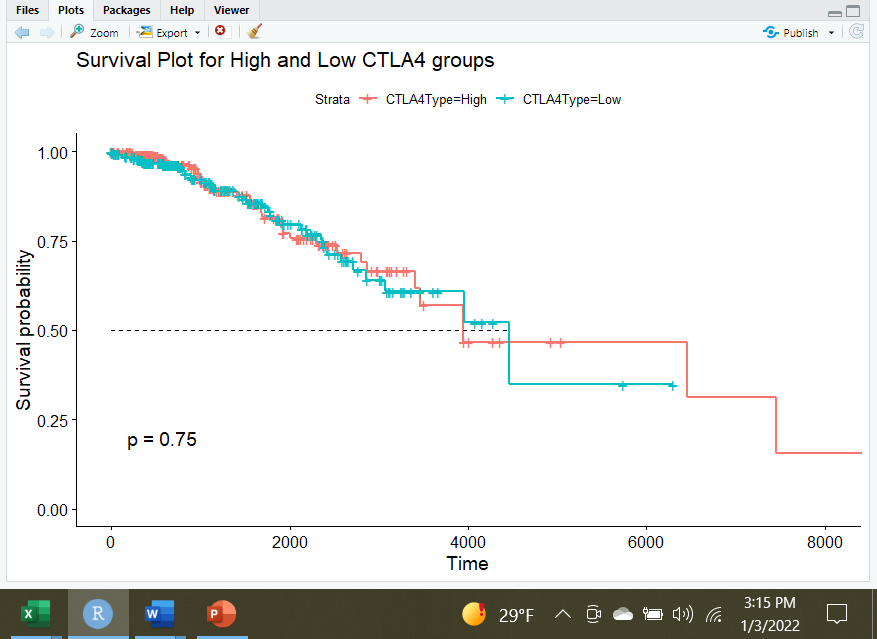 Files Plots Packages Help Viewer
Zoom Export Publish
Survival Plot for High and Low CTLA4 groups
Strata CTLA4Type=High CTLA4Type=Low
Survival probability
1.00
0.75
0.50
0.25
0.00
p = 0.75
0 2000 4000 6000 8000
Time
X R W P 29°F 3:15 PM
1/3/2022